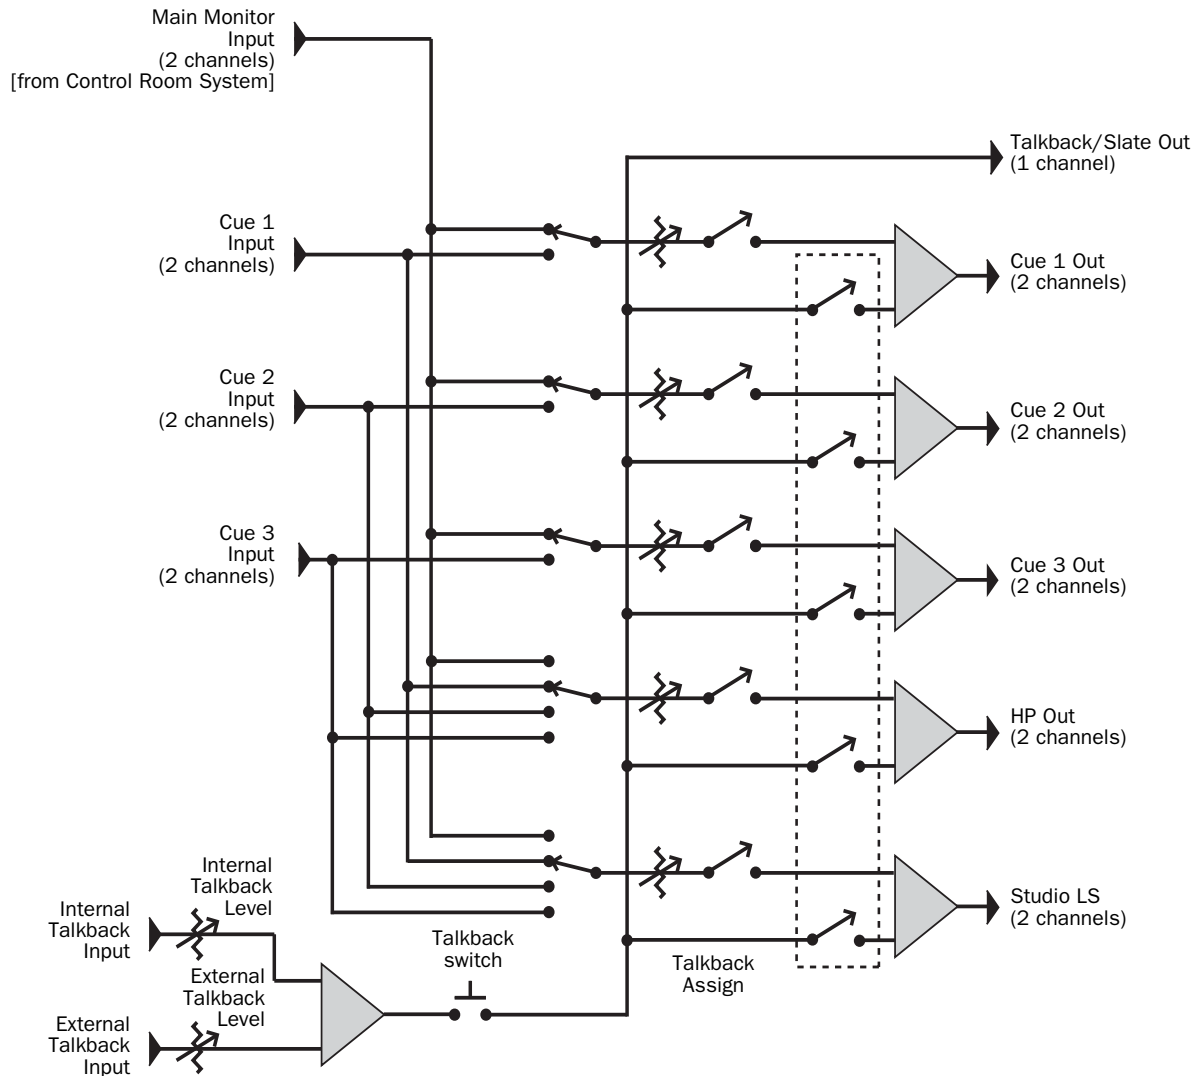 Main Monitor
Input
(2 channels)
[from Control Room System]
Talkback/Slate Out
(1 channel)
Cue 1
Input
(2 channels)
Cue 1 Out
(2 channels)
Cue 2
Input
(2 channels)
Cue 2 Out
(2 channels)
Cue 3
Input
(2 channels)
Cue 3 Out
(2 channels)
HP Out
(2 channels)
Studio LS
(2 channels)
Internal
Talkback
Level
Internal
Talkback
Input
Talkback
switch
Talkback
Assign
External
Talkback
Level
External
Talkback
Input